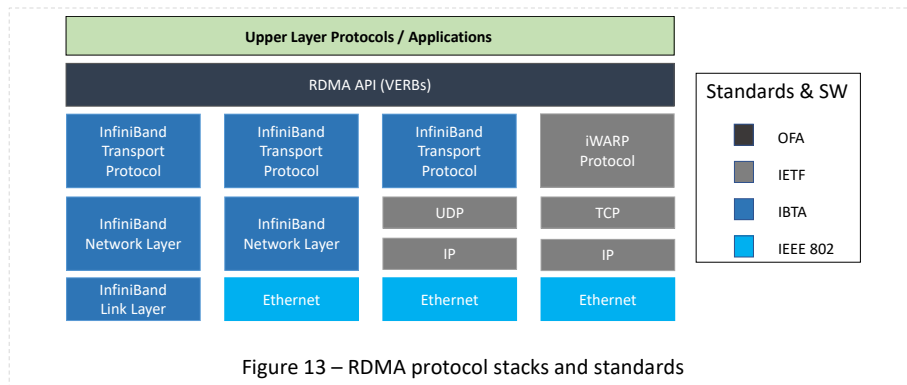 Upper Layer Protocols / Applications
RDMA API (VERBs)
InfiniBand
Transport
Protocol
InfiniBand
Transport
Protocol
InfiniBand
Transport
Protocol
iWARP
Protocol
InfiniBand
Network Layer
InfiniBand
Network Layer
UDP
IP
TCP
IP
InfiniBand
Link Layer
Ethernet
Ethernet
Ethernet
Standards & SW
OFA
IETF
IBTA
IEEE 802
Figure 13 – RDMA protocol stacks and standards